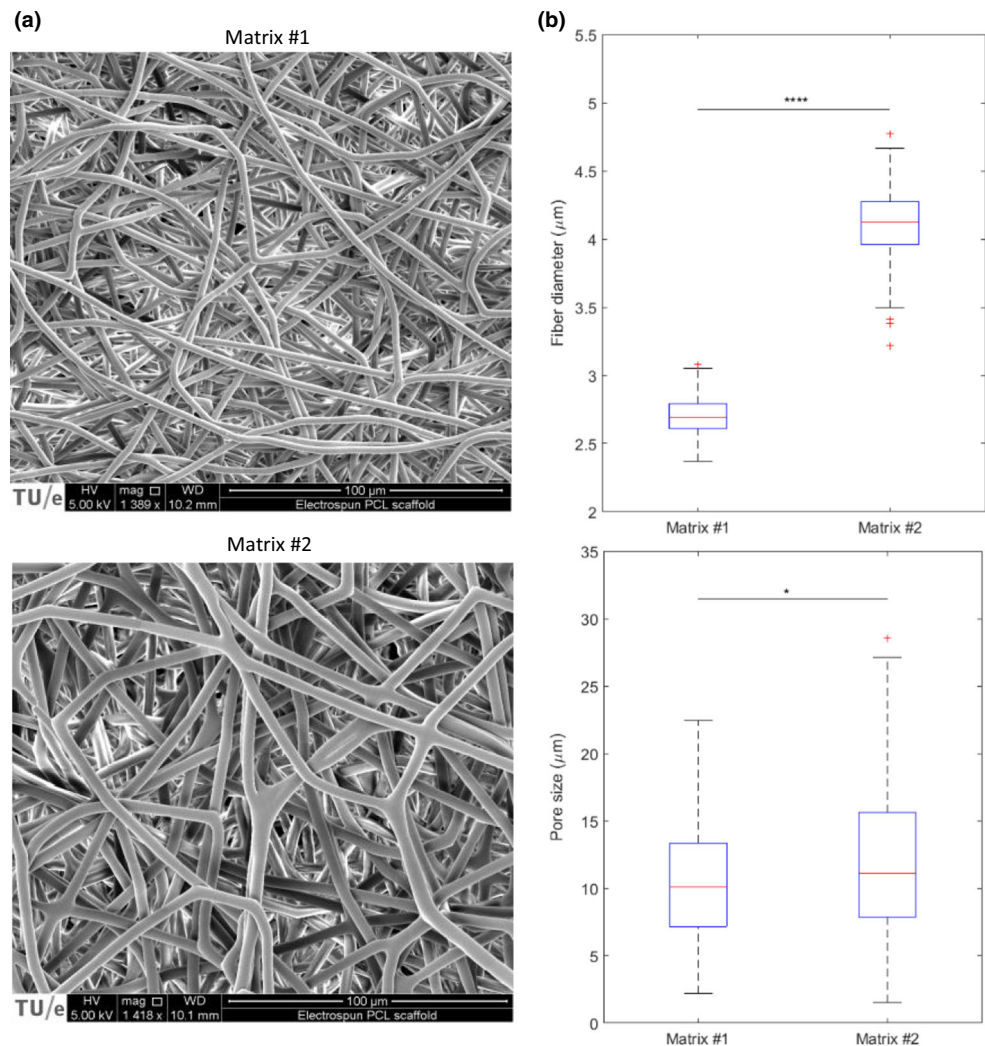 (a)
Matrix #1
TU/e HV mag □ WD 100 µm
5.00 kV 1 389 x 10.2 mm Electrospun PCL scaffold
Matrix #2
TU/e HV mag □ WD 100 µm
5.00 kV 1 418 x 10.1 mm Electrospun PCL scaffold
(b)
5.5
5
4.5
4
3.5
3
2.5
2
Fiber diameter (µm)
****
Matrix #1 Matrix #2
35
30
25
20
15
10
5
0
Pore size (µm)
*
Matrix #1 Matrix #2